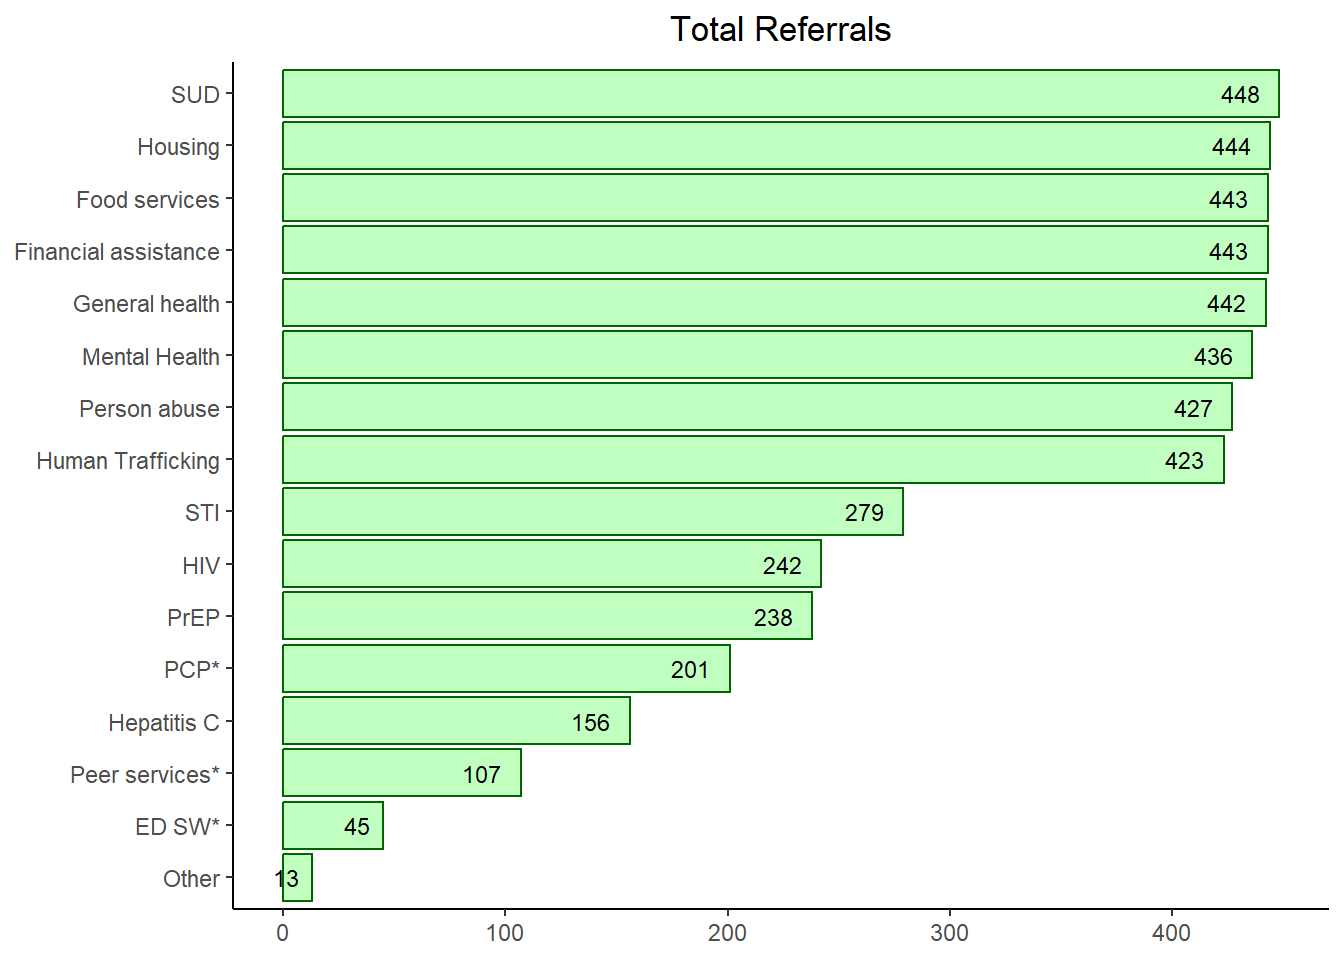 Total Referrals
SUD 448
Housing 444
Food services 443
Financial assistance 443
General health 442
Mental Health 436
Person abuse 427
Human Trafficking 423
STI 279
HIV 242
PrEP 238
PCP* 201
Hepatitis C 156
Peer services* 107
ED SW* 45
Other 13
0 100 200 300 400